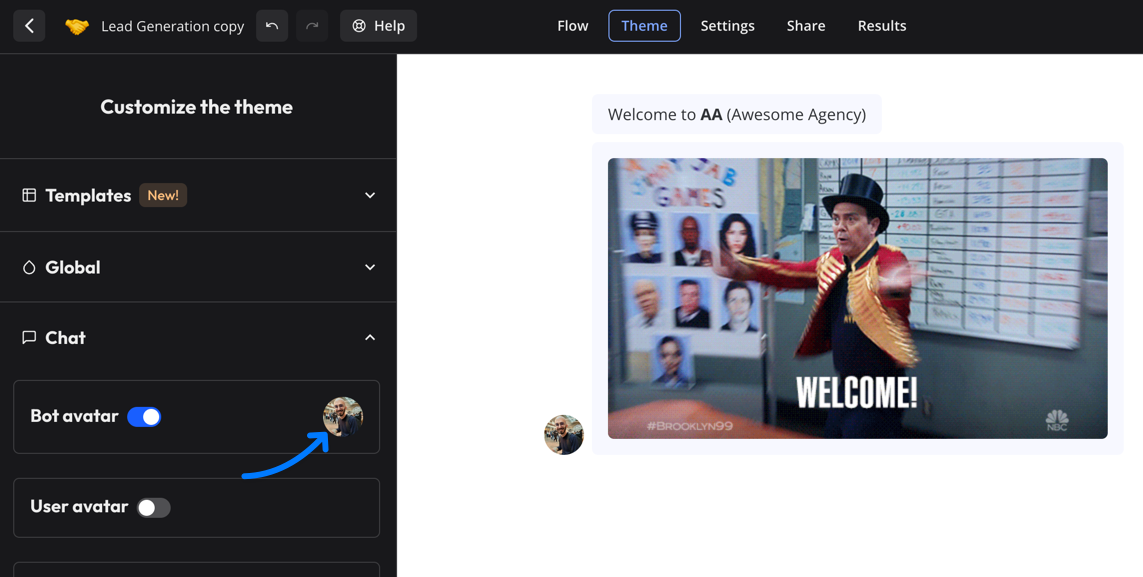 Lead Generation copy
Help
Flow
Theme
Settings
Share
Results
Customize the theme
Templates New!
Global
Chat
Bot avatar
User avatar
Welcome to AA (Awesome Agency)
GAMES
WELCOME!
#BROOKLYN99
NBC